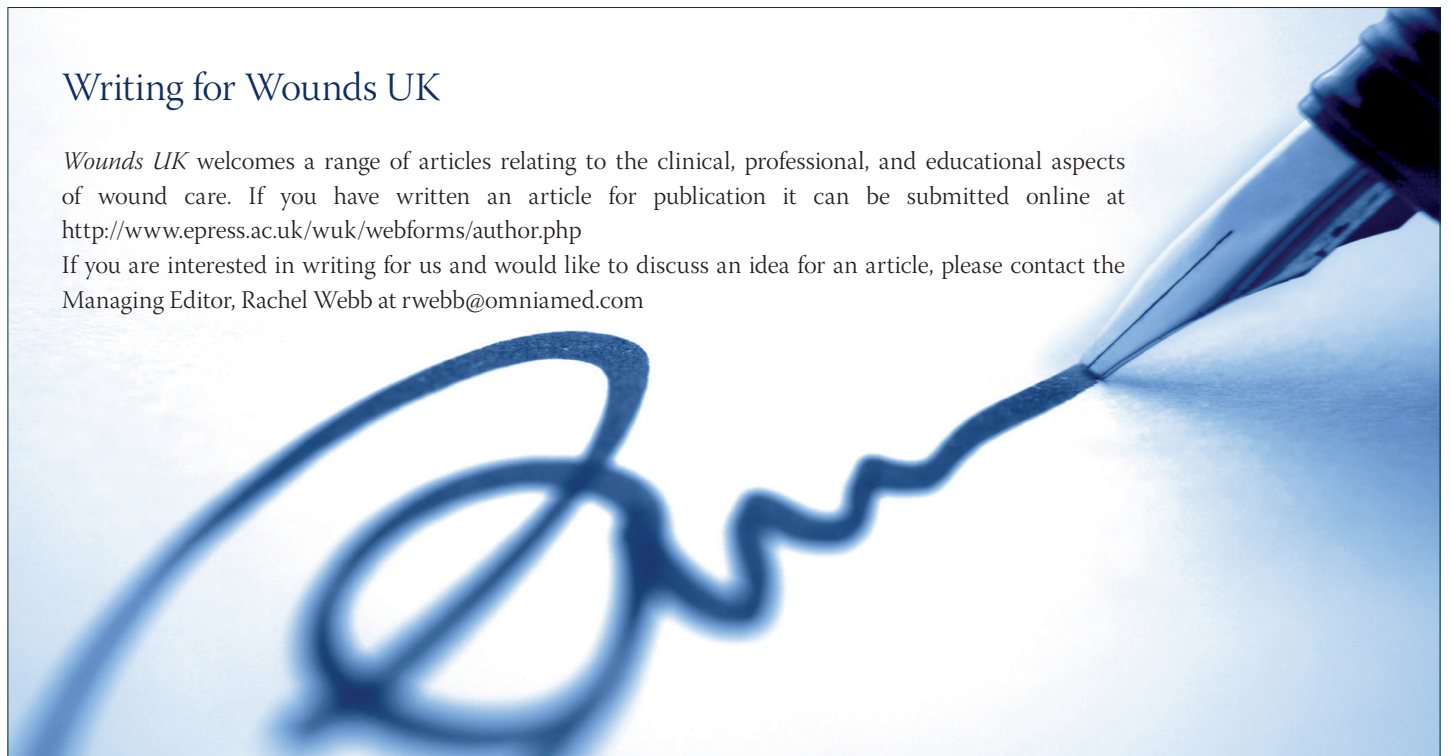 Writing for Wounds UK
Wounds UK welcomes a range of articles relating to the clinical, professional, and educational aspects
of wound care. If you have written an article for publication it can be submitted online at
http://www.epress.ac.uk/wuk/webforms/author.php
If you are interested in writing for us and would like to discuss an idea for an article, please contact the
Managing Editor, Rachel Webb at rwebb@omniamed.com